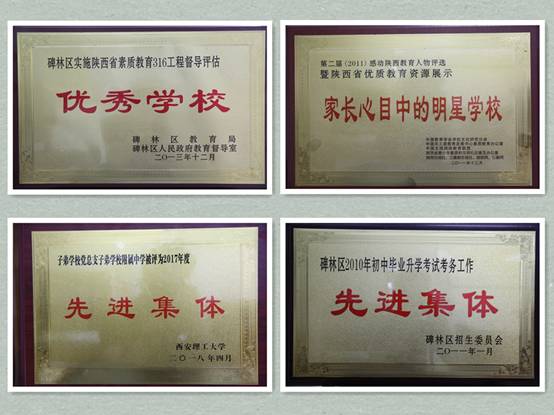 碑林区实施陕西省素质教育316工程督导评估
优秀学校
碑林区教育局
碑林区人民政府教育督导室
二〇一三年十二月
第二届(2011)感动陕西教育人物评选
暨陕西省优质教育资源展示
家长心目中的明星学校
二〇一一年十二月
子弟学校党总支子弟学校附属中学被评为2017年度
先进集体
西安理工大学
二〇一八年四月
碑林区2010年初中毕业升学考试考务工作
先进集体
碑林区招生委员会
二〇一一年一月